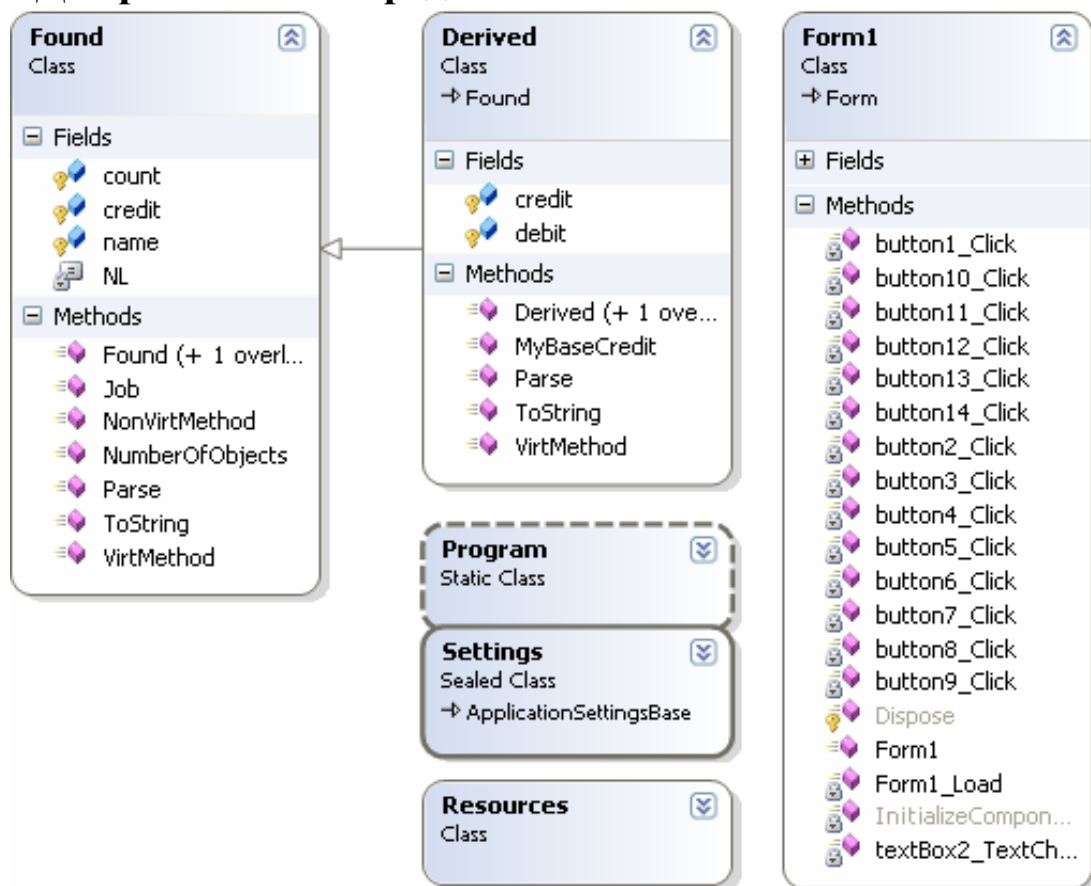 Found
Class
Fields
count
credit
name
NL
Methods
Found (+ 1 overl...
Job
NonVirtMethod
NumberOfObjects
Parse
ToString
VirtMethod
Derived
Class
Found
Fields
credit
debit
Methods
Derived (+ 1 ove...
MyBaseCredit
Parse
ToString
VirtMethod
Program
Static Class
Settings
Sealed Class
ApplicationSettingsBase
Resources
Class
Form1
Class
Form
Fields
Methods
button1_Click
button10_Click
button11_Click
button12_Click
button13_Click
button14_Click
button2_Click
button3_Click
button4_Click
button5_Click
button6_Click
button7_Click
button8_Click
button9_Click
Dispose
Form1
Form1_Load
InitializeCompon...
textBox2_TextCh...